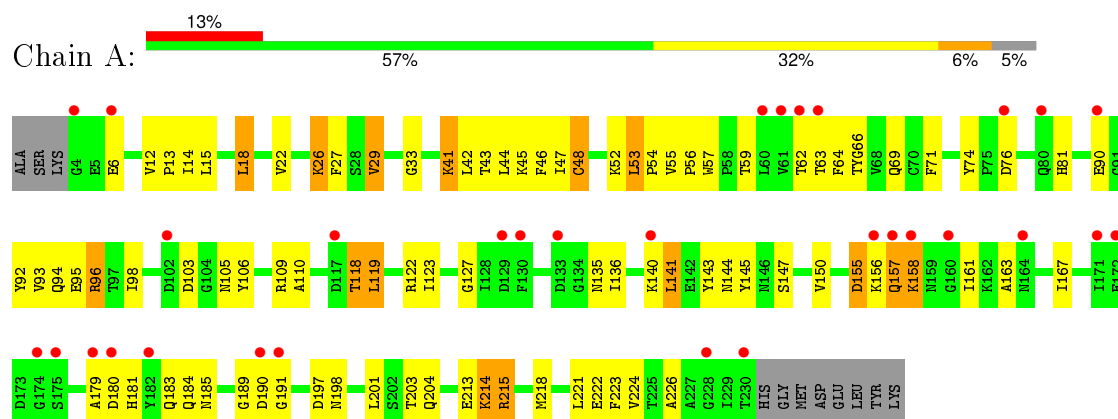 13%
Chain A:
57% 32% 6% 5%
ALA SER LYS G4 E5 E6 V12 P13 I14 L15 L18 V22 K26 F27 S28 V29 G33 K41 L42 T43 L44 K45 F46 I47 C48 K52 L53 P54 V55 P56 W57 P58 T59 L60 V61 T62 T63 F64 TYG66 V68 Q69 C70 F71 Y74 P75 D76 Q80 H81 E90
Y92 V93 Q94 E95 R96 T97 I98 D102 D103 G104 N105 Y106 R109 A110 D117 T118 L119 R122 I123 G127 I128 D129 F130 D133 G134 N135 I136 K140 L141 E142 Y143 N144 Y145 N146 S147 V150 D155 K156 Q157 K158 N159 G160 I161 K162 A163 N164 I167 I171
D173 G174 S175 A179 D180 H181 Y182 Q183 Q184 N185 G189 D190 G191 D197 N198 L201 S202 T203 Q204 E213 K214 R215 M218 L221 E222 F223 V224 T225 A226 A227 G228 I229 T230 HIS GLY MET ASP GLU LEU TYR LYS